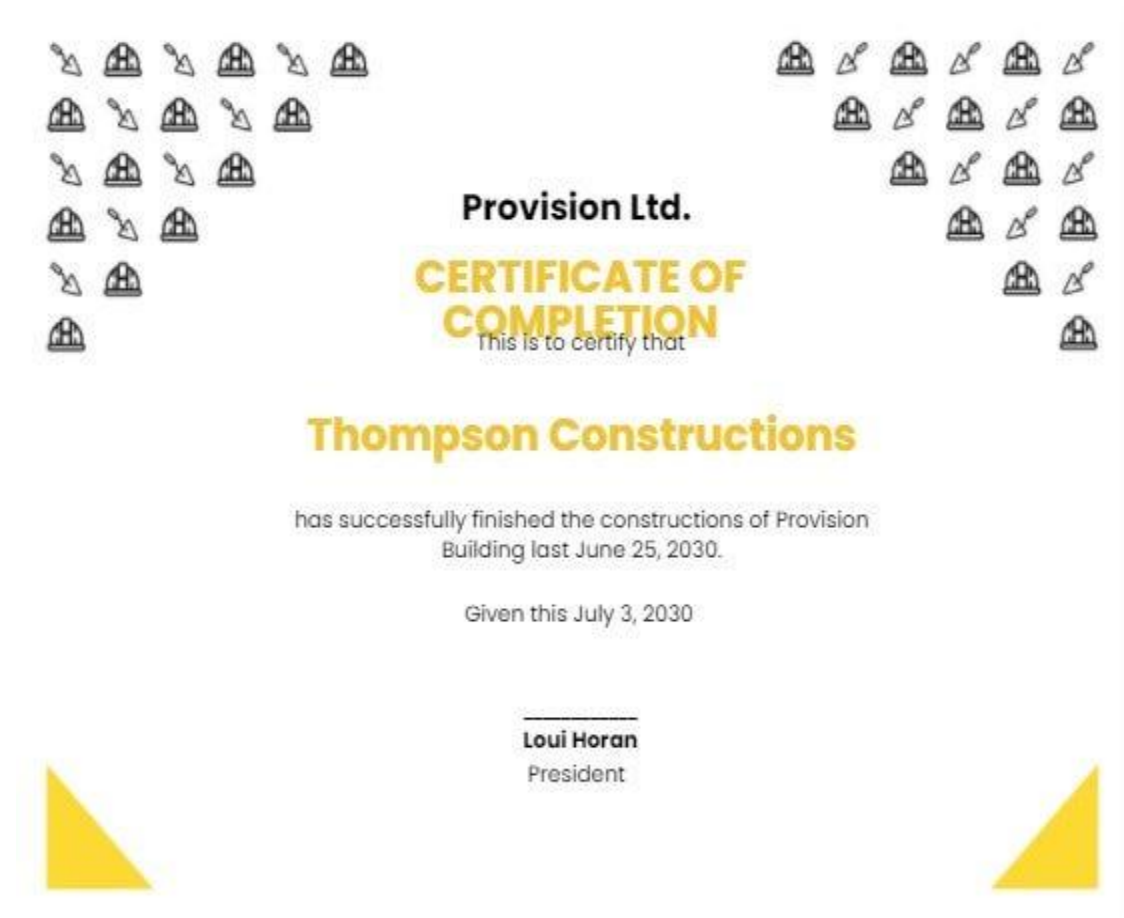 Provision Ltd.
CERTIFICATE OF
COMPLETION
This is to certify that
Thompson Constructions
has successfully finished the constructions of Provision
Building last June 25, 2030.
Given this July 3, 2030
Loui Horan
President